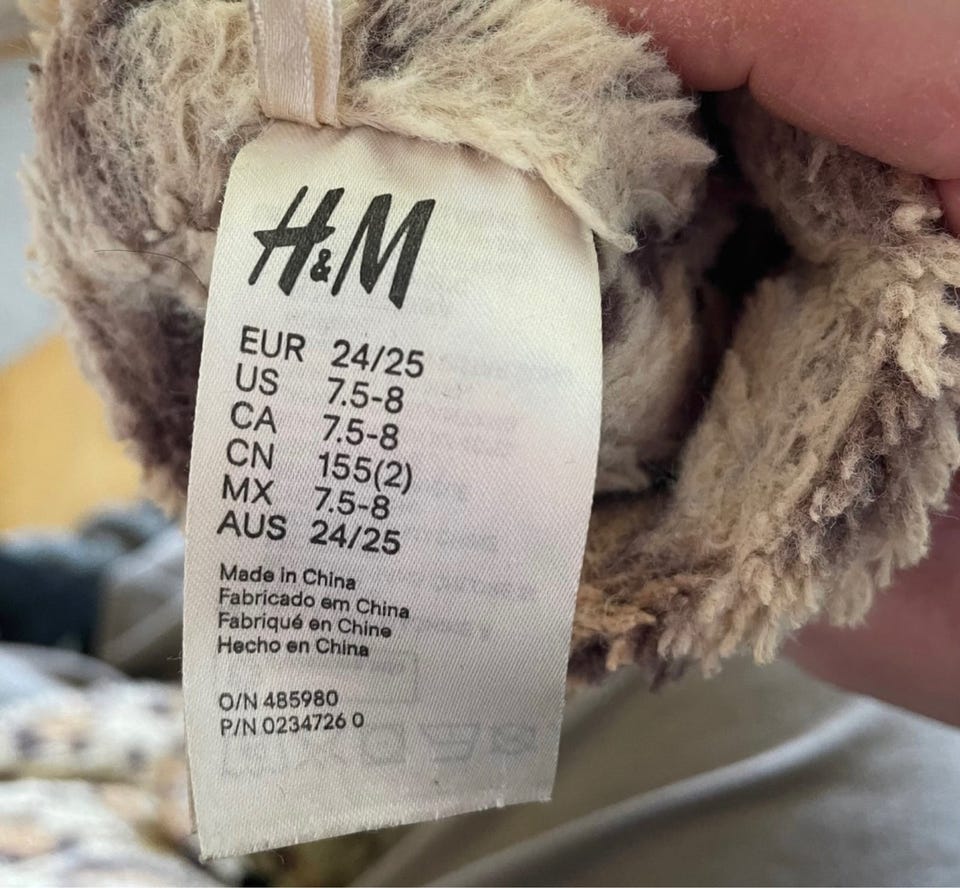 H&M
EUR 24/25
US 7.5-8
CA 7.5-8
CN 155(2)
MX 7.5-8
AUS 24/25
Made in China
Fabricado em China
Fabriqué en Chine
Hecho en China
O/N 485980
P/N 0234726 0